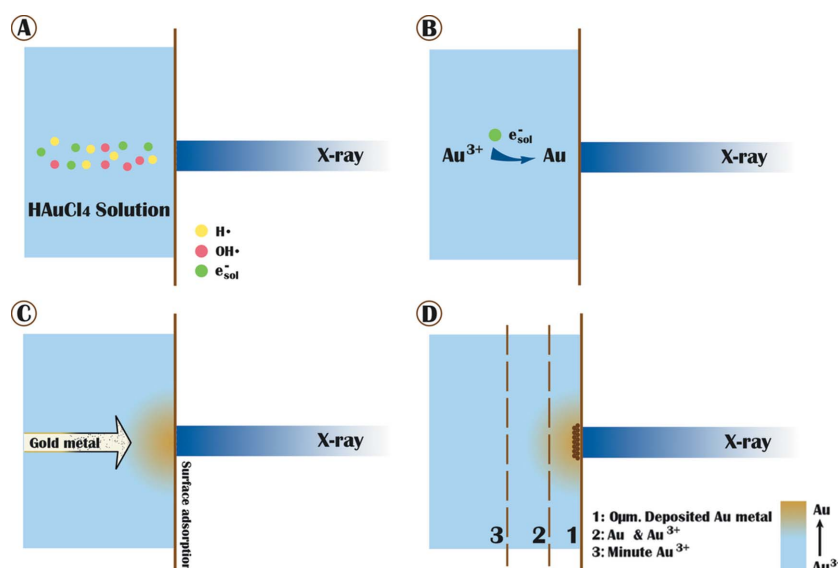 A
X-ray
HAuCl4 Solution
H•
OH•
e⁻sol
B
e⁻sol
Au³⁺ Au
X-ray
C
Gold metal
X-ray
Surface adsorption
D
X-ray
3 2 1
1: 0μm. Deposited Au metal
2: Au & Au³⁺
3: Minute Au³⁺
Au
Au³